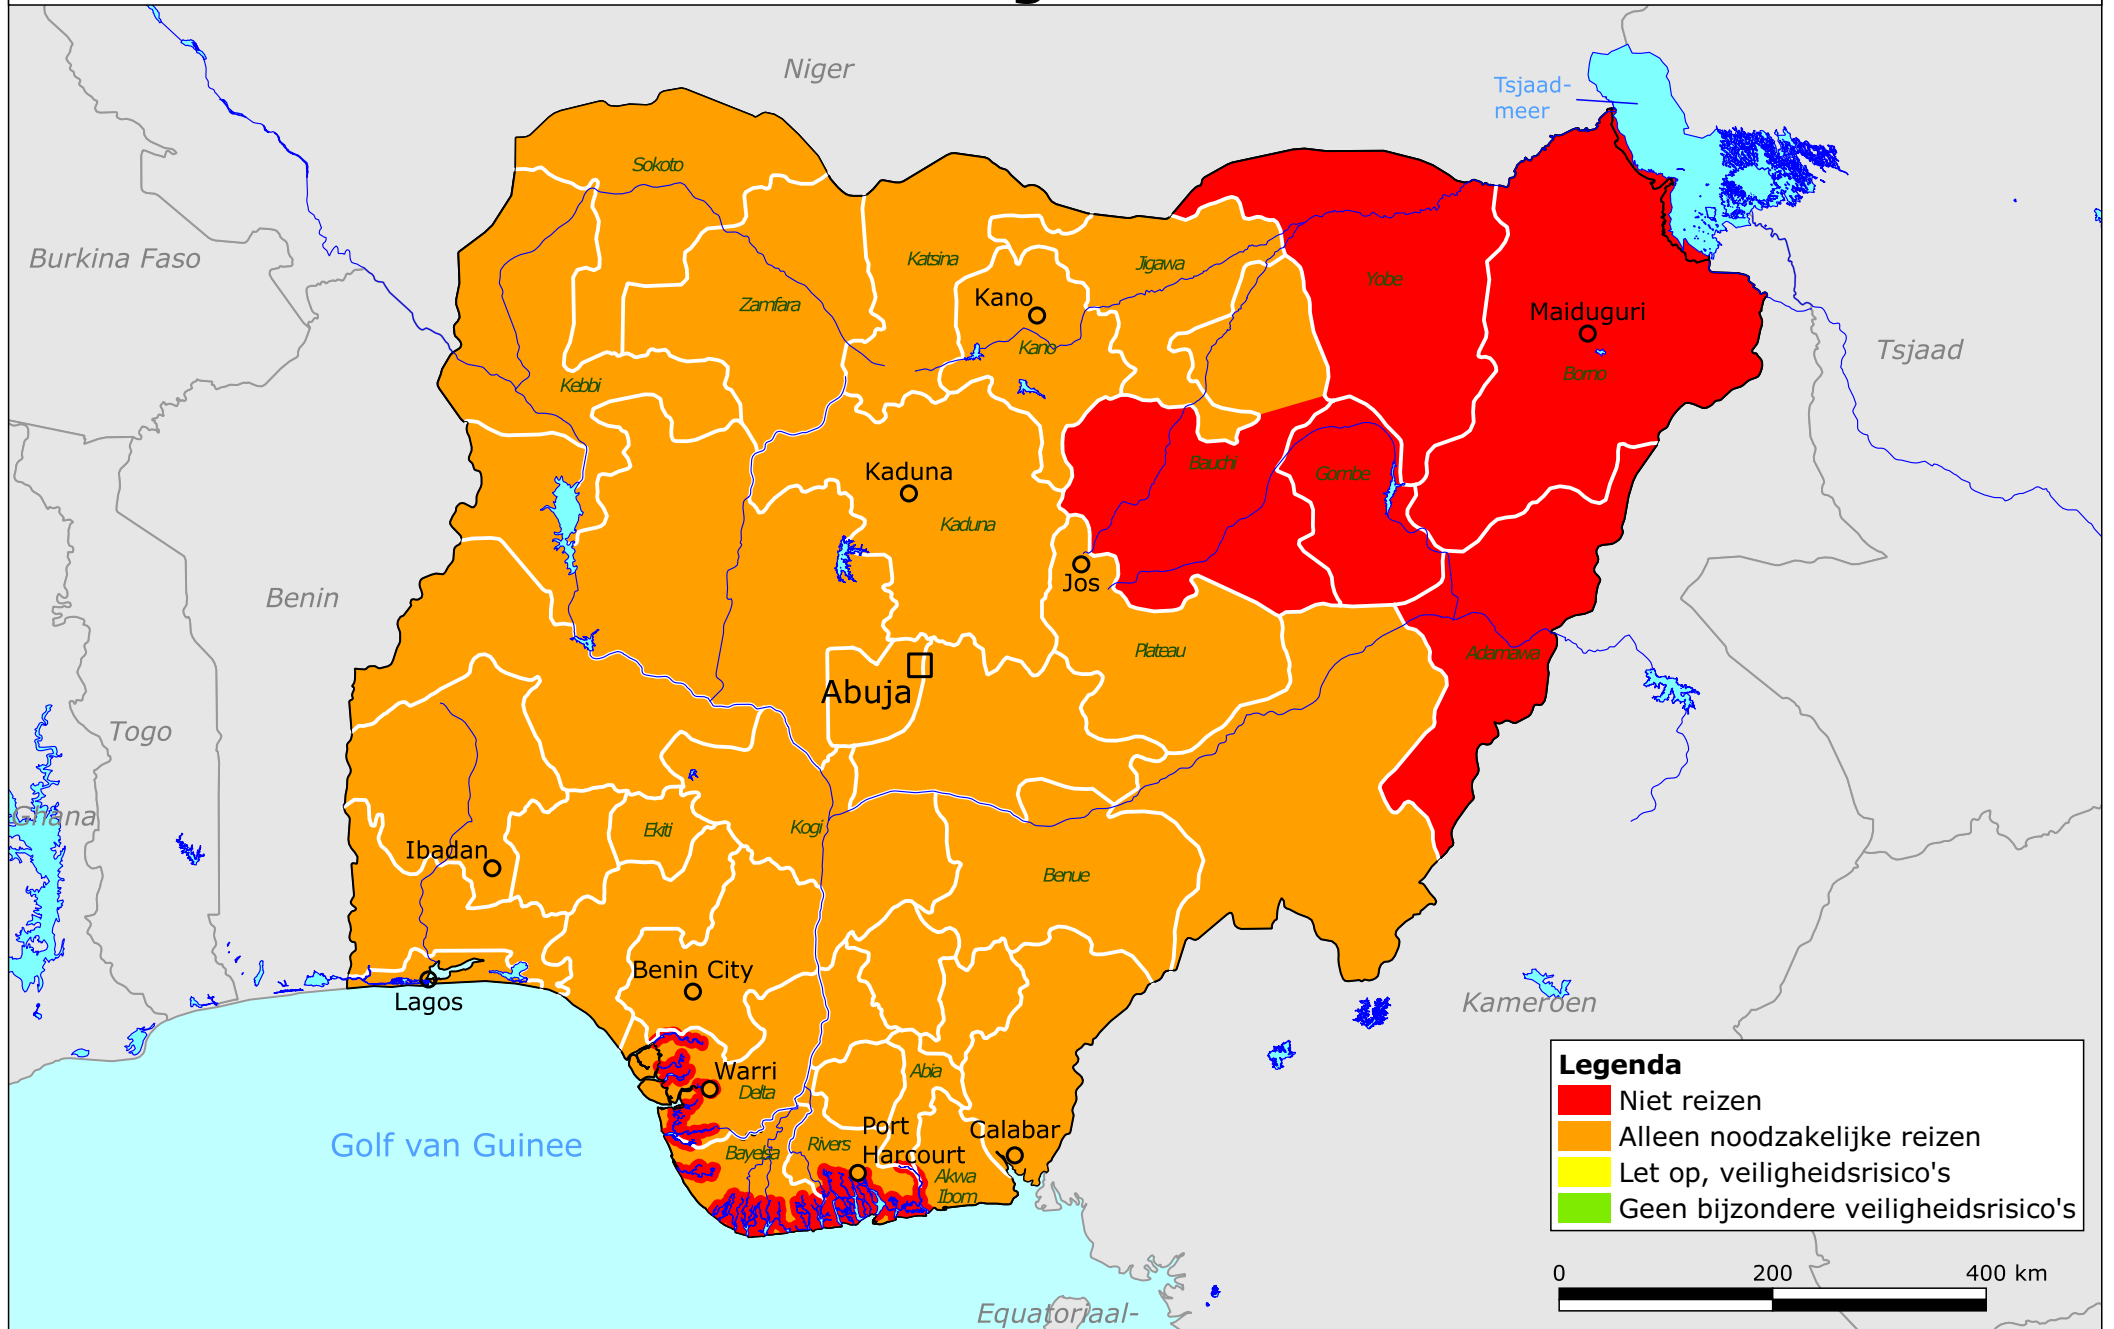 Niger
Tsjaad-
meer
Sokoto
Burkina Faso
Katsina
Jigawa
Yobe
Zamfara
Kano
Maiduguri
Kano
Tsjaad
Borno
Kebbi
Kaduna
Bauchi
Gombe
Kaduna
Jos
Benin
Plateau
Adamawa
Abuja
Togo
Ghana
Ekiti
Kogi
Ibadan
Benue
Benin City
Lagos
Kameroen
Warri
Abia
Delta
Port
Harcourt
Calabar
Rivers
Golf van Guinee
Bayelsa
Akwa
Ibom
Legenda
Niet reizen
Alleen noodzakelijke reizen
Let op, veiligheidsrisico's
Geen bijzondere veiligheidsrisico's
0 200 400 km
Equatoriaal-